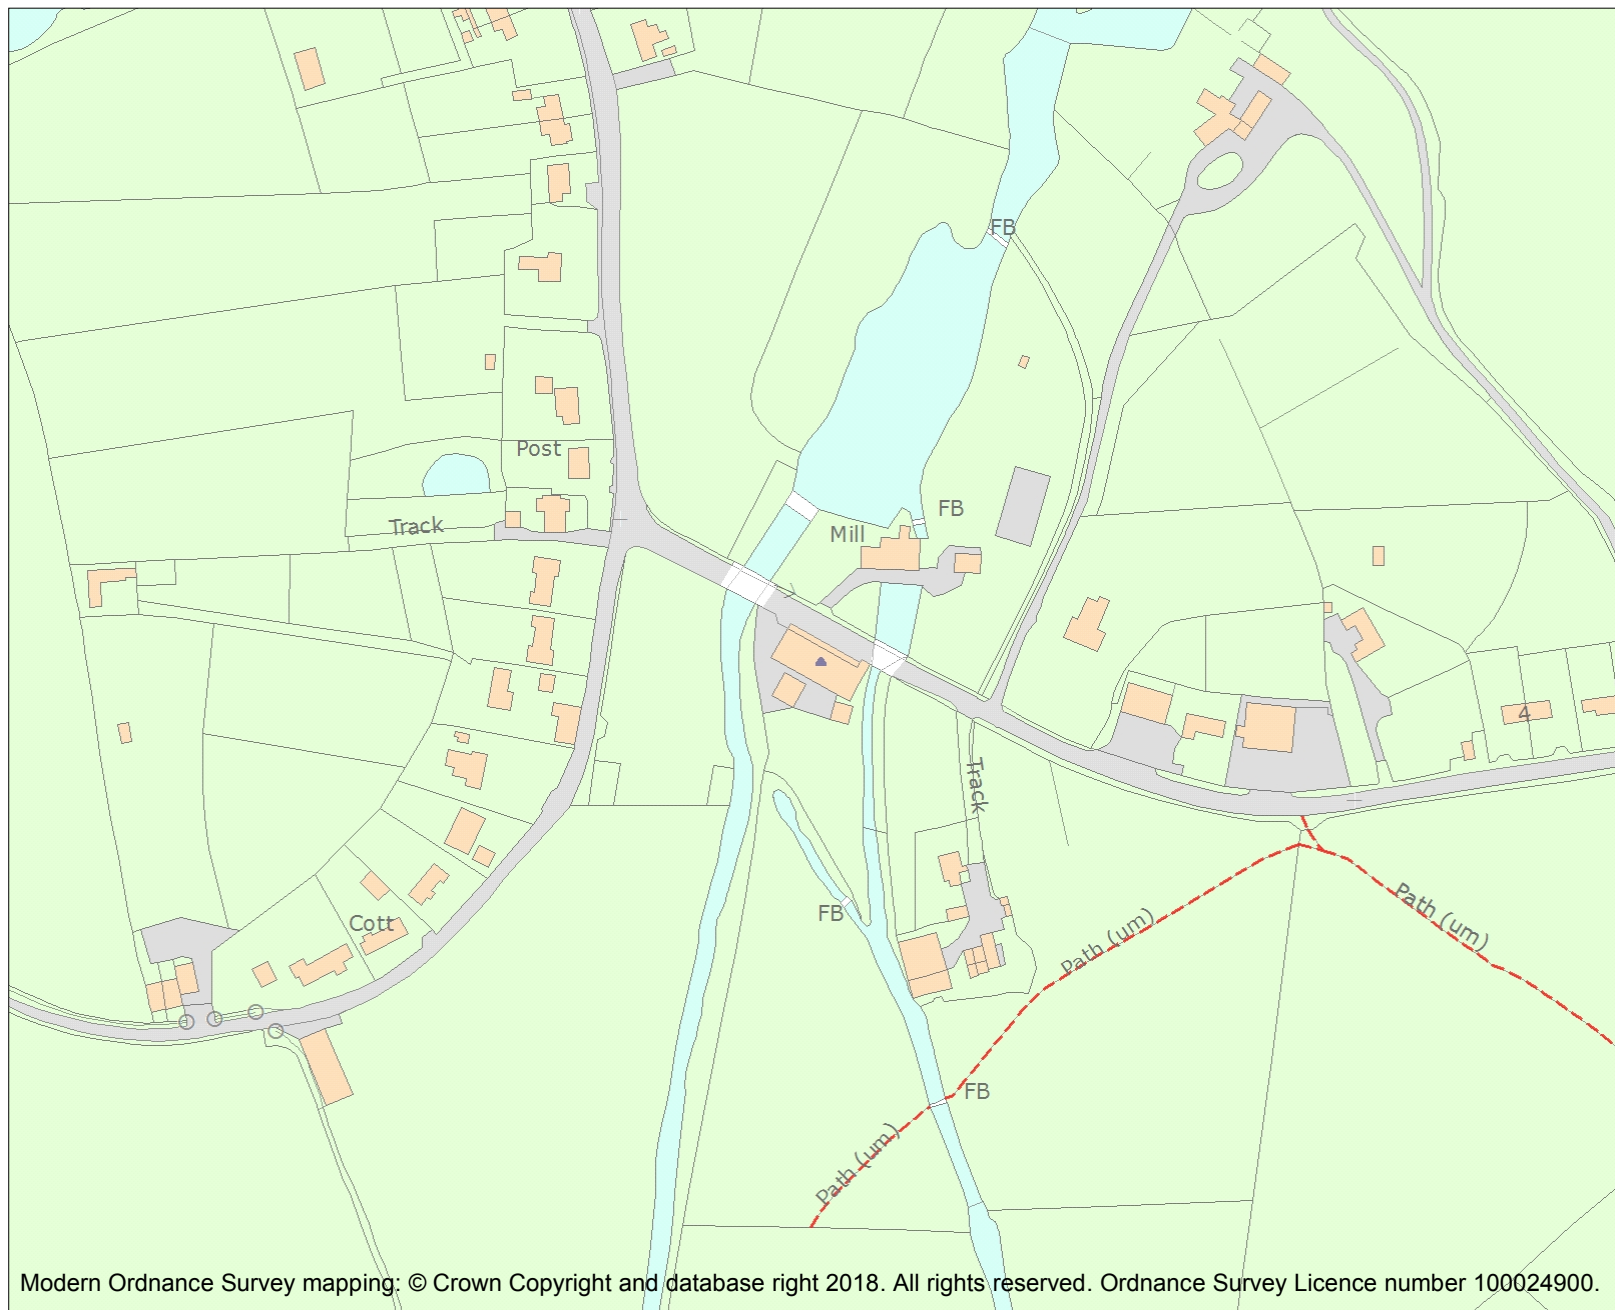 FB
Post
FB
Track
Mill
4
Track
Path (um)
FB
Cott
Path (um)
FB
Path (um)
Modern Ordnance Survey mapping: © Crown Copyright and database right 2018. All rights reserved. Ordnance Survey Licence number 100024900.